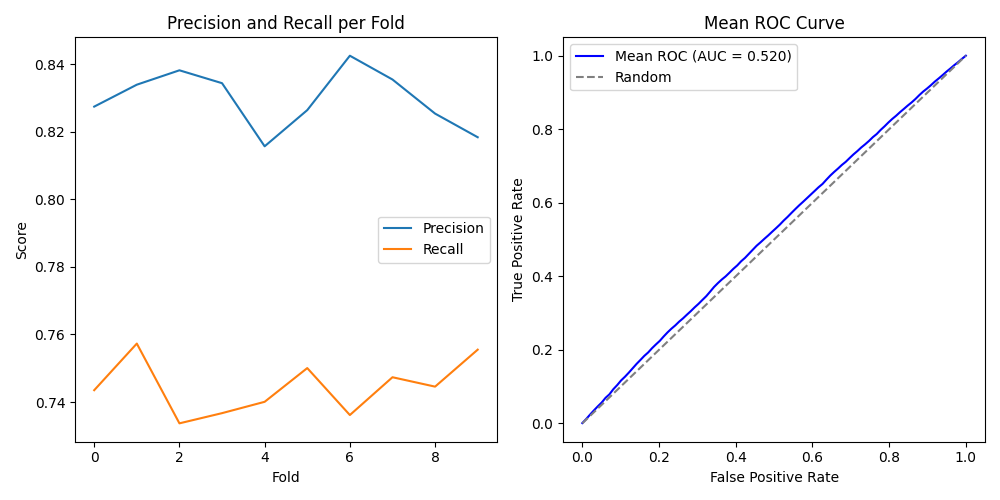 Precision and Recall per Fold
Score
0.84
0.82
0.80
0.78
0.76
0.74
Precision
Recall
0 2 4 6 8
Fold
Mean ROC Curve
True Positive Rate
1.0
0.8
0.6
0.4
0.2
0.0
Mean ROC (AUC = 0.520)
Random
0.0 0.2 0.4 0.6 0.8 1.0
False Positive Rate